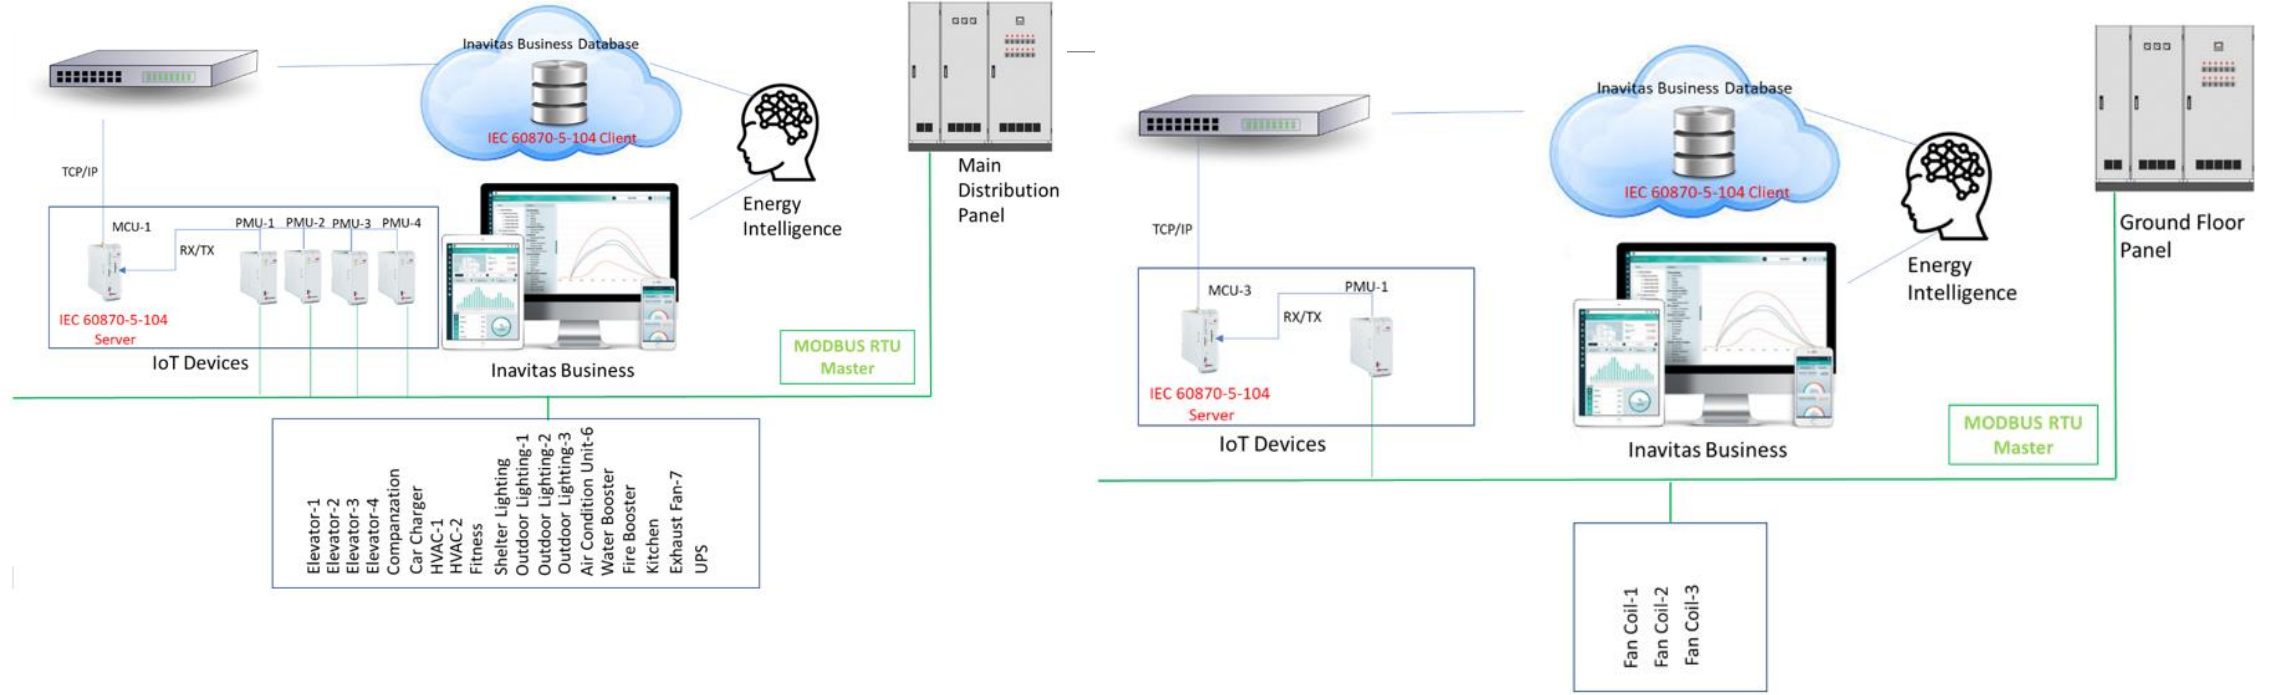 Inavitas Business Database
IEC 60870-5-104 Client
TCP/IP
Main
Distribution
Panel
Energy
Intelligence
MCU-1
PMU-1
PMU-2
PMU-3
PMU-4
RX/TX
IEC 60870-5-104
Server
IoT Devices
Inavitas Business
MODBUS RTU
Master
Elevator-1
Elevator-2
Elevator-3
Elevator-4
Companzation
Car Charger
HVAC-1
HVAC-2
Fitness
Shelter Lighting
Outdoor Lighting-1
Outdoor Lighting-2
Outdoor Lighting-3
Air Condition Unit-6
Water Booster
Fire Booster
Kitchen
Exhaust Fan-7
UPS
Inavitas Business Database
IEC 60870-5-104 Client
TCP/IP
Ground Floor
Panel
Energy
Intelligence
MCU-3
PMU-1
RX/TX
IEC 60870-5-104
Server
IoT Devices
Inavitas Business
MODBUS RTU
Master
Fan Coil-1
Fan Coil-2
Fan Coil-3